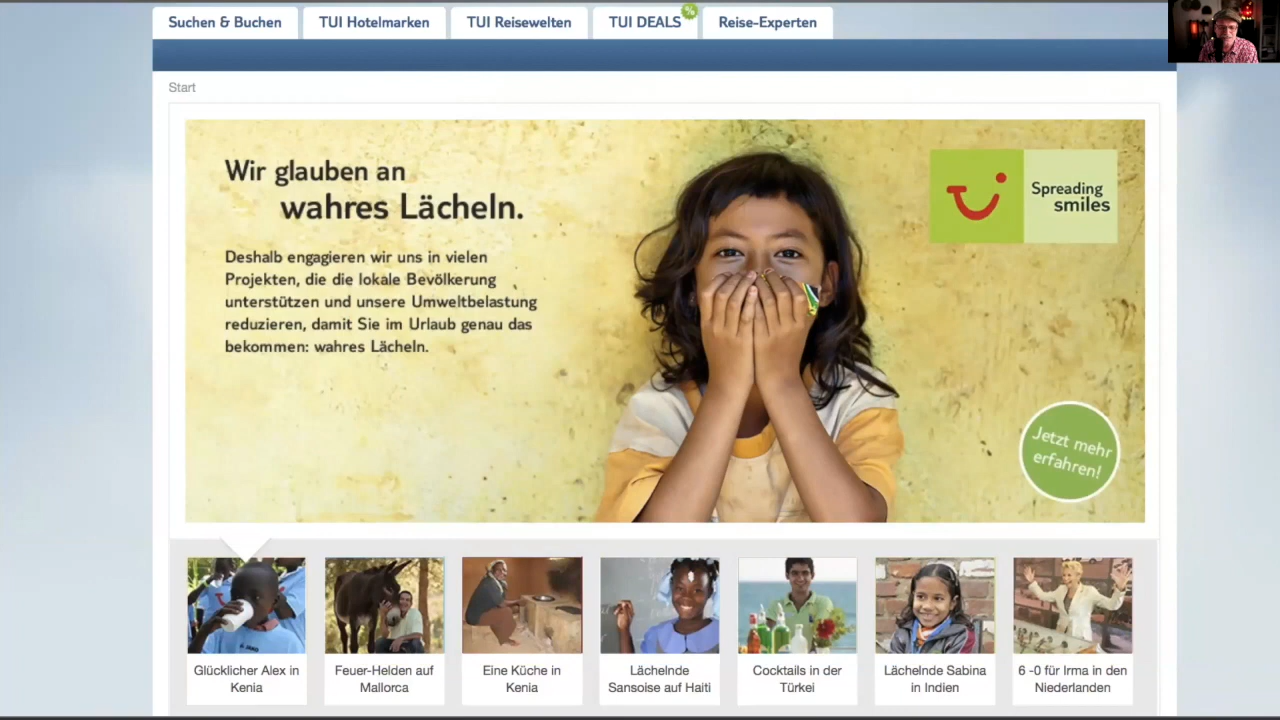 Suchen & Buchen
TUI Hotelmarken
TUI Reisewelten
TUI DEALS
%
Reise-Experten
Start
Wir glauben an
wahres Lächeln.
Deshalb engagieren wir uns in vielen
Projekten, die die lokale Bevölkerung
unterstützen und unsere Umweltbelastung
reduzieren, damit Sie im Urlaub genau das
bekommen: wahres Lächeln.
Spreading
smiles
Jetzt mehr
erfahren!
Glücklicher Alex in
Kenia
Feuer-Helden auf
Mallorca
Eine Küche in
Kenia
Lächelnde
Sansoise auf Haiti
Cocktails in der
Türkei
Lächelnde Sabina
in Indien
6 -0 für Irma in den
Niederlanden